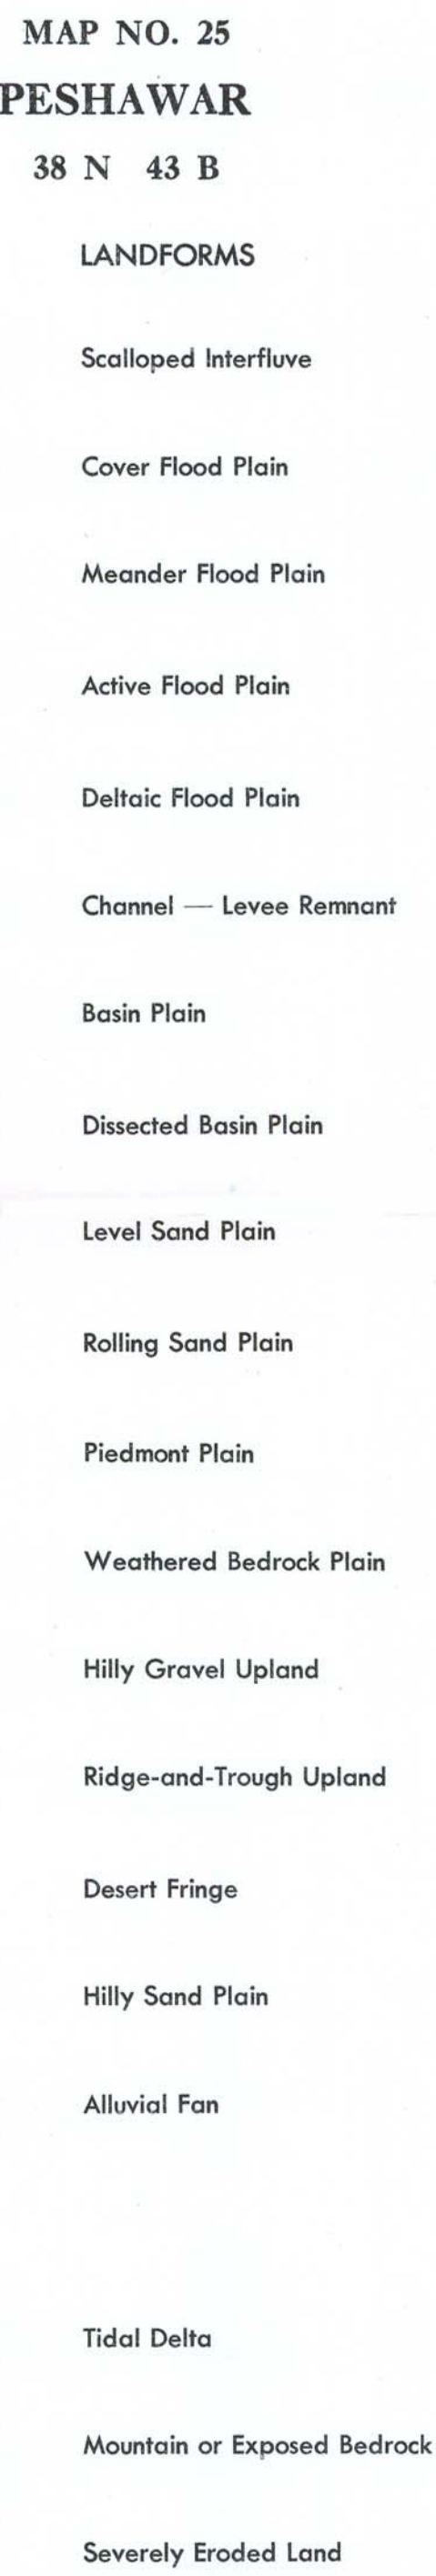 MAP NO. 25
PESHAWAR
38 N 43 B
LANDFORMS
Scalloped Interfluve
Cover Flood Plain
Meander Flood Plain
Active Flood Plain
Deltaic Flood Plain
Channel — Levee Remnant
Basin Plain
Dissected Basin Plain
Level Sand Plain
Rolling Sand Plain
Piedmont Plain
Weathered Bedrock Plain
Hilly Gravel Upland
Ridge-and-Trough Upland
Desert Fringe
Hilly Sand Plain
Alluvial Fan
Tidal Delta
Mountain or Exposed Bedrock
Severely Eroded Land